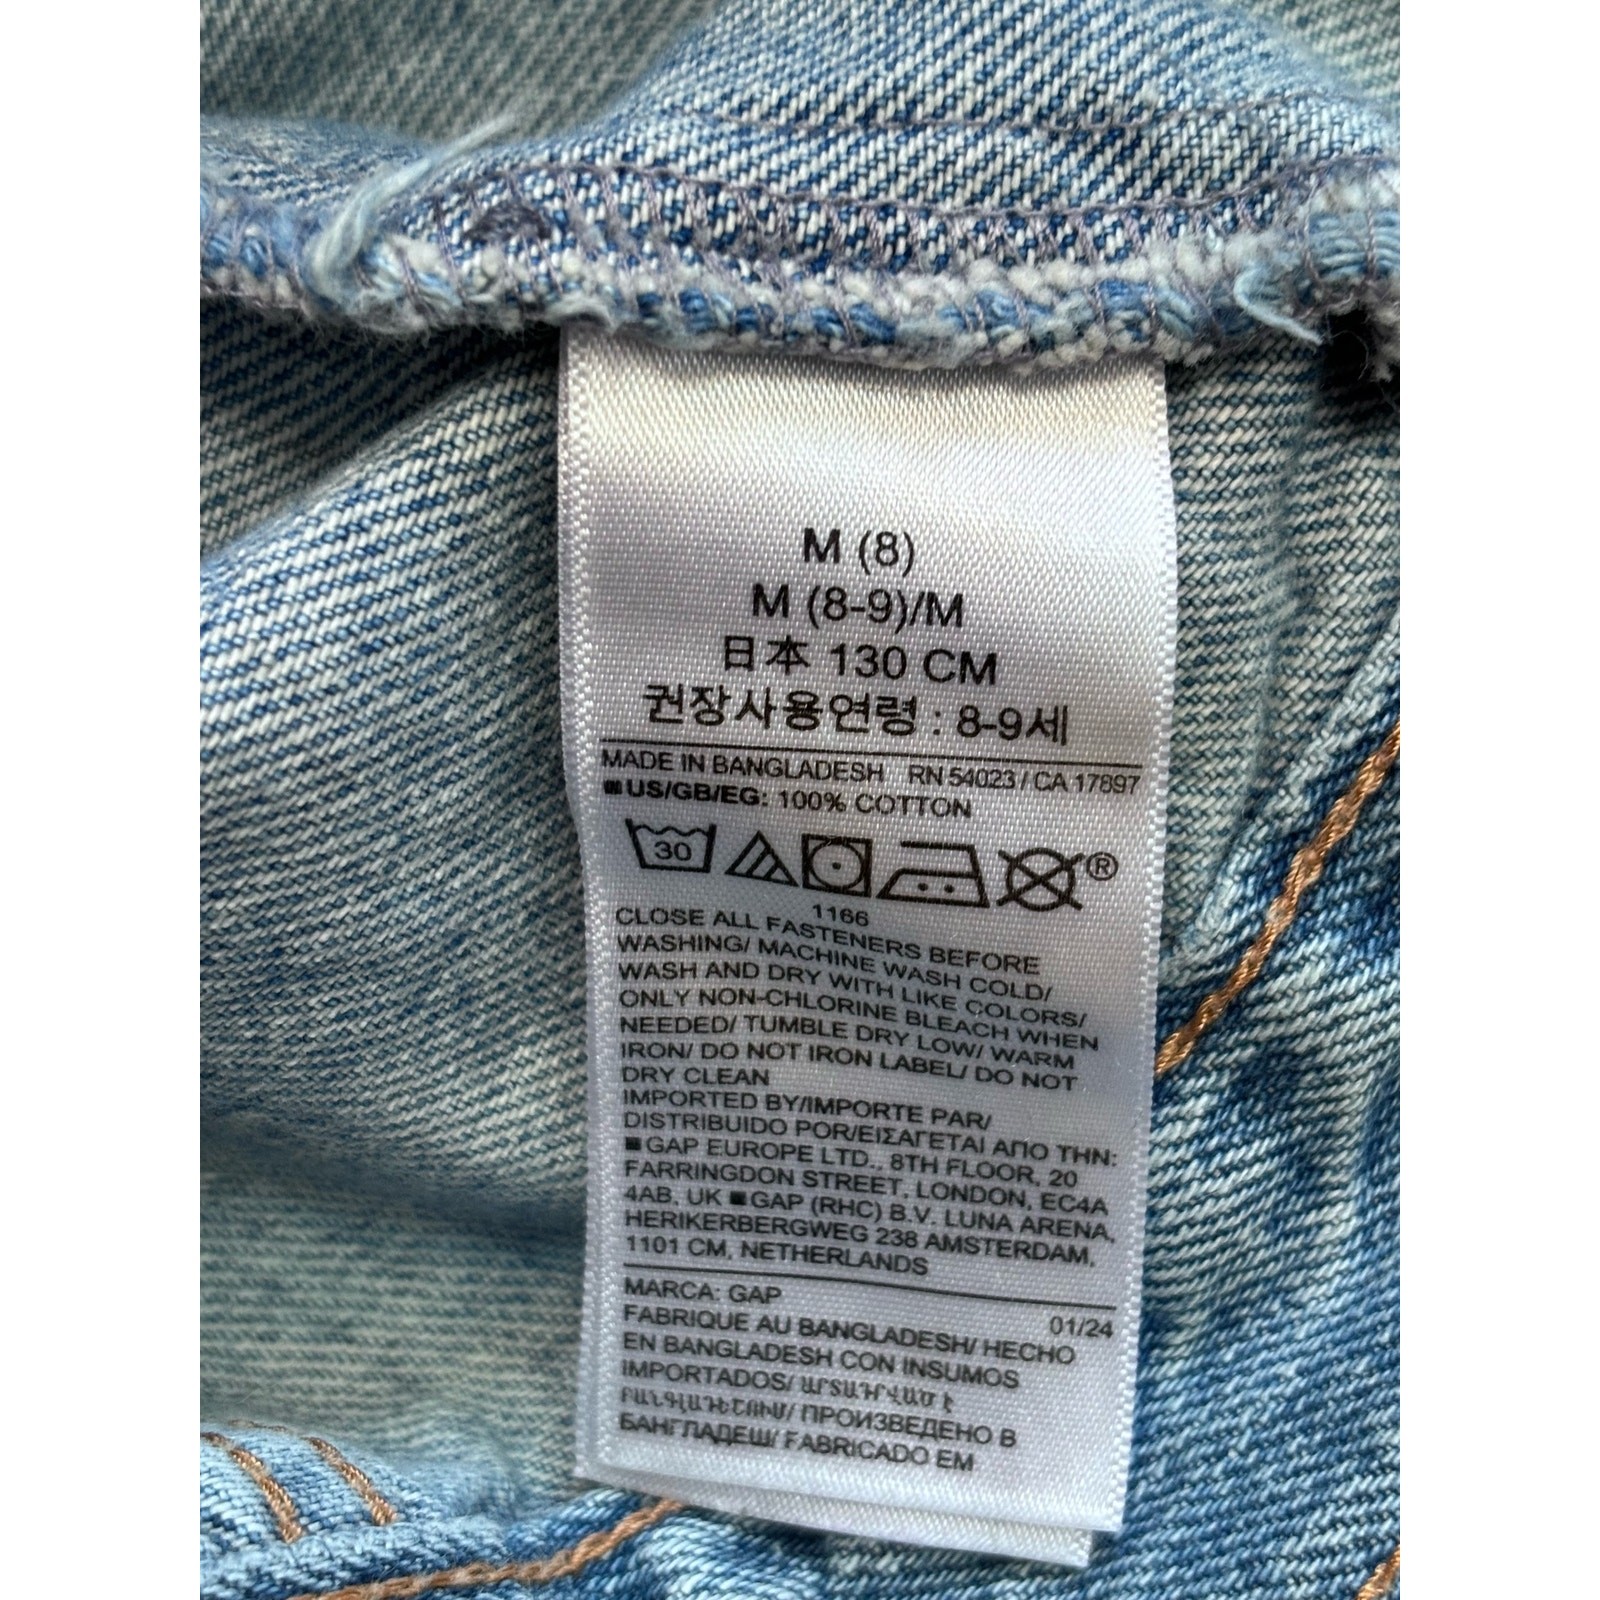 M (8)
M (8-9)/M
日本 130 CM
권장사용연령 : 8-9세
MADE IN BANGLADESH RN 54023 / CA 17897
US/GB/EG: 100% COTTON
30
®
1166
CLOSE ALL FASTENERS BEFORE
WASHING/ MACHINE WASH COLD/
WASH AND DRY WITH LIKE COLORS/
ONLY NON-CHLORINE BLEACH WHEN
NEEDED/ TUMBLE DRY LOW/ WARM
IRON/ DO NOT IRON LABEL/ DO NOT
DRY CLEAN
IMPORTED BY/IMPORTE PAR/
DISTRIBUIDO POR/ΕΙΣΑΓΕΤΑΙ ΑΠΟ ΤΗΝ:
GAP EUROPE LTD., 8TH FLOOR, 20
FARRINGDON STREET, LONDON, EC4A
4AB, UK ■GAP (RHC) B.V. LUNA ARENA,
HERIKERBERGWEG 238 AMSTERDAM,
1101 CM, NETHERLANDS
MARCA: GAP
01/24
FABRIQUE AU BANGLADESH/ HECHO
EN BANGLADESH CON INSUMOS
IMPORTADOS/ ԱՐՏԱԴՐՎԱԾ Է
ԲԱՆԳԼԱԴԵՇՈՒՄ/ ПРОИЗВЕДЕНО В
БАНГЛАДЕШ/ FABRICADO EM